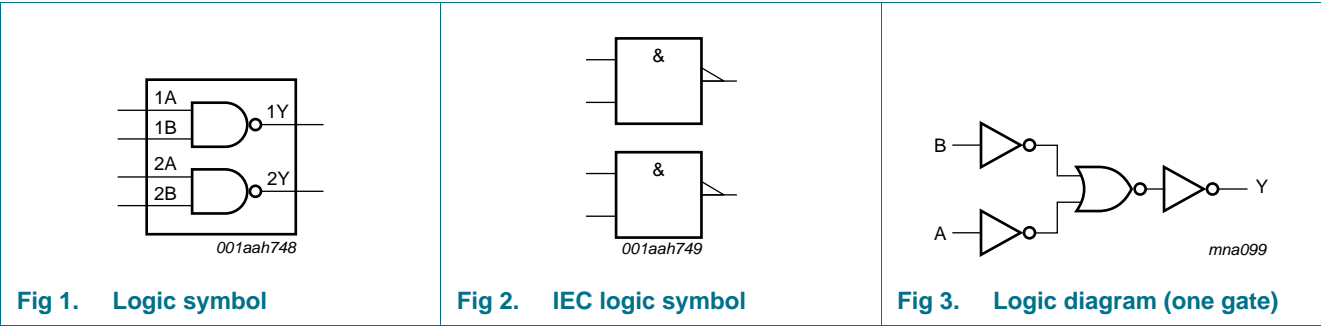 1A
1B
1Y
2A
2B
2Y
001aah748
Fig 1. Logic symbol
&
&
001aah749
Fig 2. IEC logic symbol
B
A
Y
mna099
Fig 3. Logic diagram (one gate)